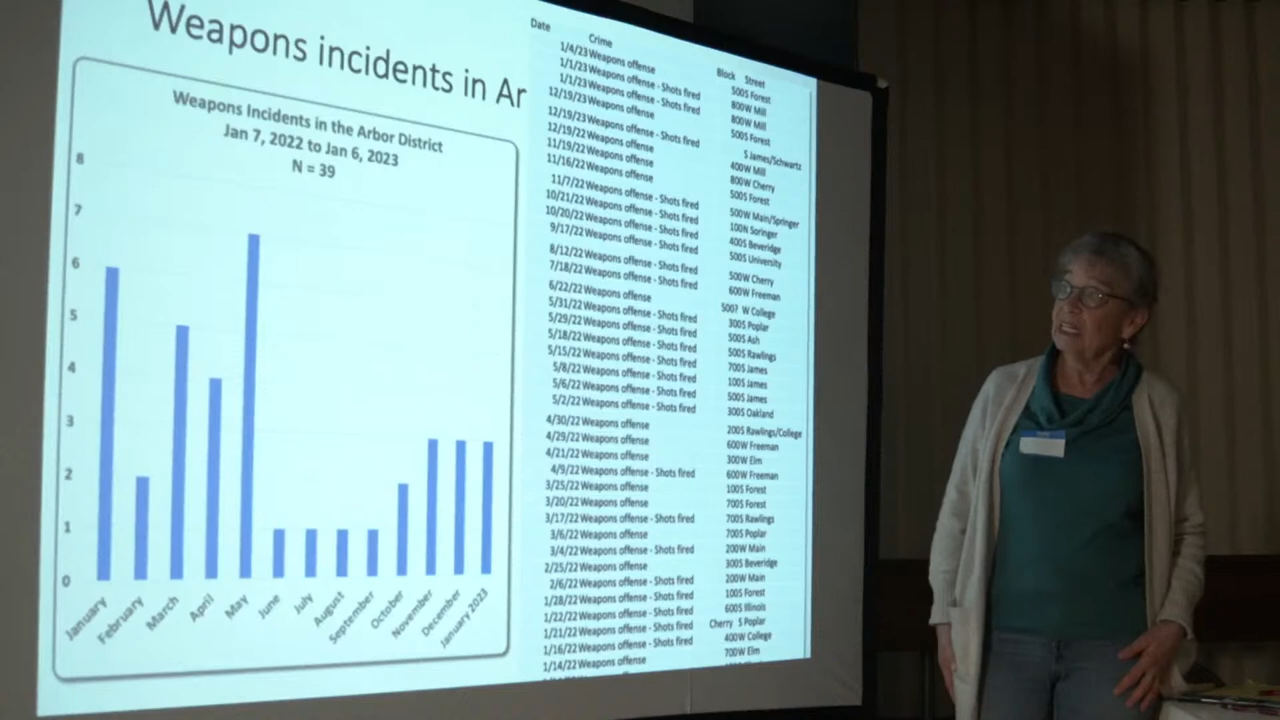 Weapons incidents in Ar
Weapons Incidents in the Arbor District
Jan 7, 2022 to Jan 6, 2023
N = 39
8
7
6
5
4
3
2
1
0
January
February
March
April
May
June
July
August
September
October
November
December
January 2023
Date Crime Block Street
1/4/23 Weapons offense 500S Forest
1/1/23 Weapons offense - Shots fired 800W Mill
1/1/23 Weapons offense - Shots fired 800W Mill
12/19/23 Weapons offense 500S Forest
12/19/23 Weapons offense - Shots fired S James/Schwartz
12/19/22 Weapons offense 400W Mill
11/19/22 Weapons offense 800W Cherry
11/16/22 Weapons offense 500S Forest
11/7/22 Weapons offense - Shots fired 500W Main/Springer
10/21/22 Weapons offense - Shots fired 100N Soringer
10/20/22 Weapons offense - Shots fired 400S Beveridge
9/17/22 Weapons offense - Shots fired 500S University
8/12/22 Weapons offense - Shots fired 500W Cherry
7/18/22 Weapons offense - Shots fired 600W Freeman
6/22/22 Weapons offense 500? W College
5/31/22 Weapons offense - Shots fired 300S Poplar
5/29/22 Weapons offense - Shots fired 500S Ash
5/18/22 Weapons offense - Shots fired 500S Rawlings
5/15/22 Weapons offense - Shots fired 700S James
5/8/22 Weapons offense - Shots fired 100S James
5/6/22 Weapons offense - Shots fired 500S James
5/2/22 Weapons offense - Shots fired 300S Oakland
4/30/22 Weapons offense 200S Rawlings/College
4/29/22 Weapons offense 600W Freeman
4/21/22 Weapons offense 300W Elm
4/9/22 Weapons offense - Shots fired 600W Freeman
3/25/22 Weapons offense 100S Forest
3/20/22 Weapons offense 700S Forest
3/17/22 Weapons offense - Shots fired 700S Rawlings
3/6/22 Weapons offense 700S Poplar
3/4/22 Weapons offense - Shots fired 200W Main
2/25/22 Weapons offense 300S Beveridge
2/6/22 Weapons offense - Shots fired 200W Main
1/28/22 Weapons offense - Shots fired 100S Forest
1/22/22 Weapons offense - Shots fired 600S Illinois
1/21/22 Weapons offense - Shots fired Cherry S Poplar
1/16/22 Weapons offense - Shots fired 400W College
1/14/22 Weapons offense 700W Elm